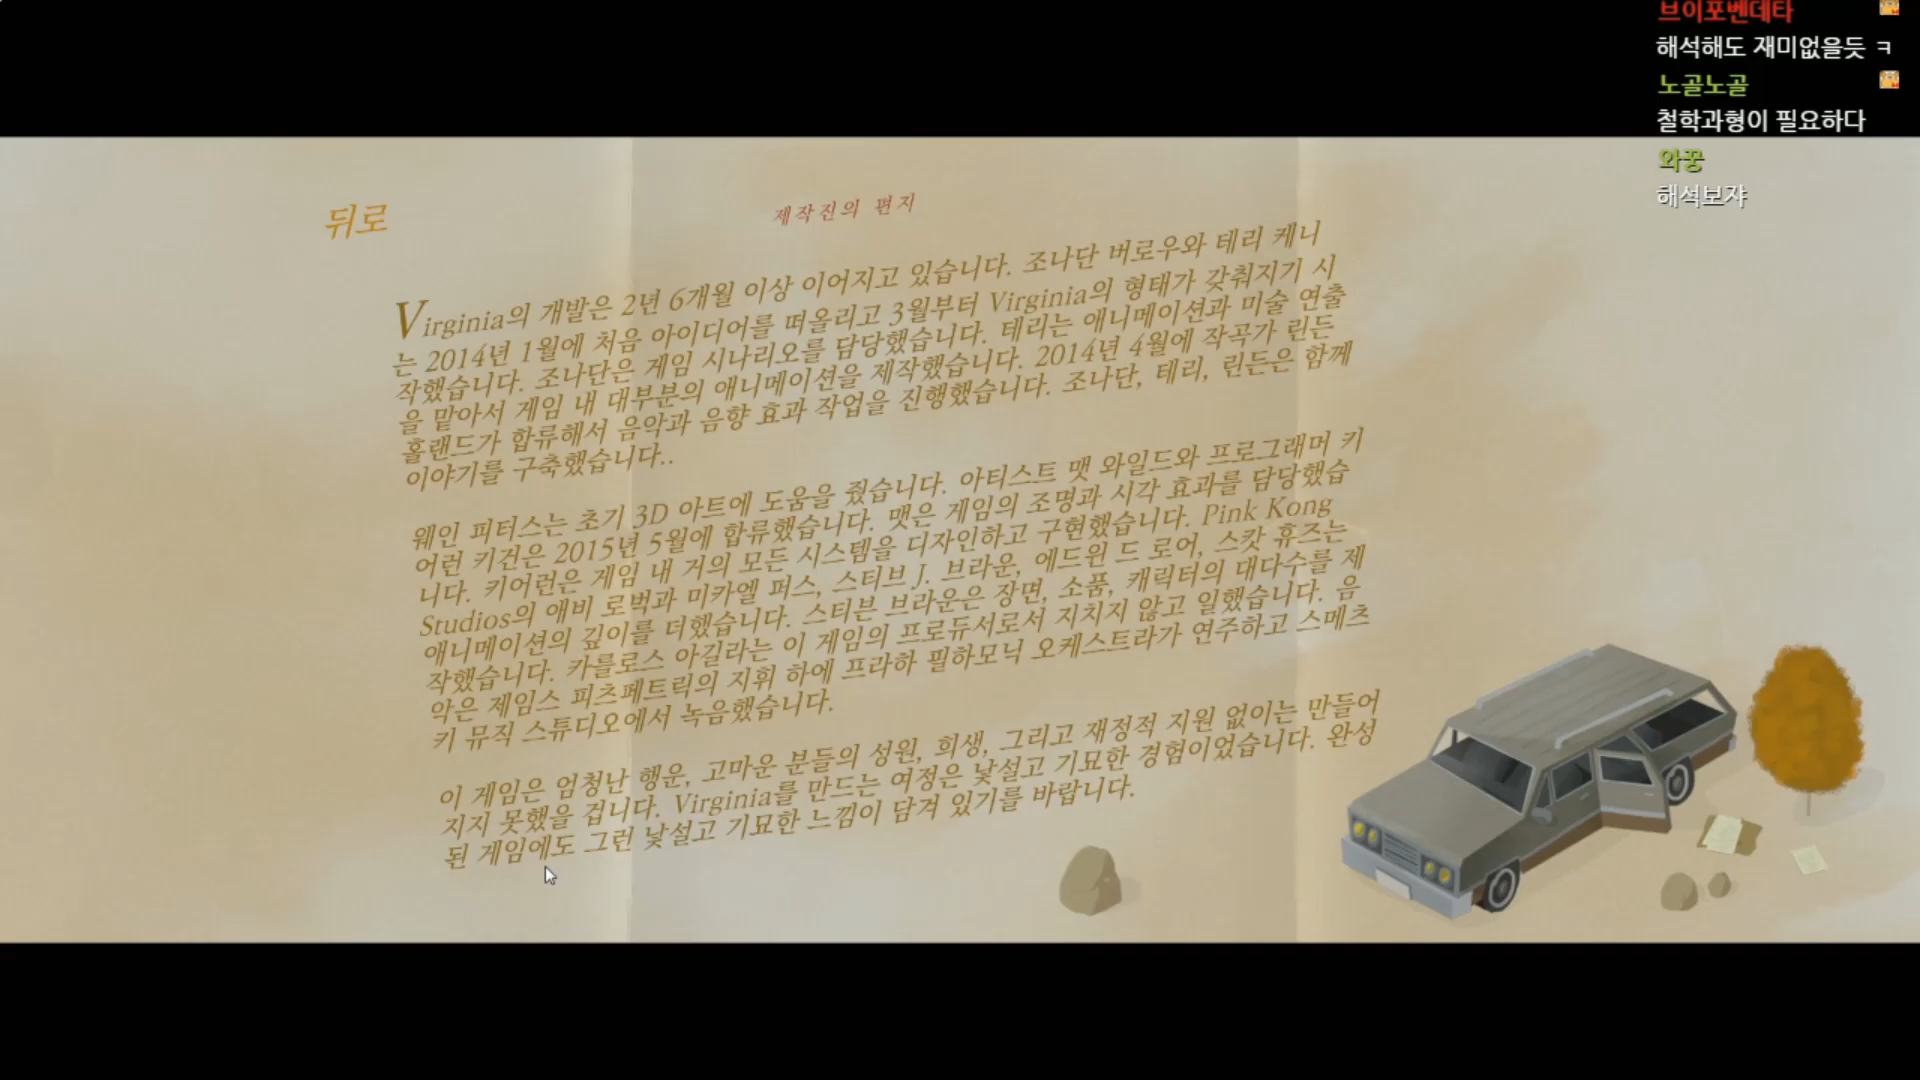 브이포벤데타
해석해도 재미없을듯 ㅋ
노골노골
철학과형이 필요하다
와꿍
해석보쟈
뒤로
제작진의 편지
Virginia의 개발은 2년 6개월 이상 이어지고 있습니다. 조나단 버로우와 테리 케니
는 2014년 1월에 처음 아이디어를 떠올리고 3월부터 Virginia의 형태가 갖춰지기 시
작했습니다. 조나단은 게임 시나리오를 담당했습니다. 테리는 애니메이션과 미술 연출
을 맡아서 게임 내 대부분의 애니메이션을 제작했습니다. 2014년 4월에 작곡가 린든
홀랜드가 합류해서 음악과 음향 효과 작업을 진행했습니다. 조나단, 테리, 린든은 함께
이야기를 구축했습니다..
웨인 피터스는 초기 3D 아트에 도움을 줬습니다. 아티스트 맷 와일드와 프로그래머 키
어런 키건은 2015년 5월에 합류했습니다. 맷은 게임의 조명과 시각 효과를 담당했습
니다. 키어런은 게임 내 거의 모든 시스템을 디자인하고 구현했습니다. Pink Kong
Studios의 애비 로벅과 미카엘 퍼스, 스티브 J. 브라운, 에드윈 드 로어, 스캇 휴즈는
애니메이션의 깊이를 더했습니다. 스티븐 브라운은 장면, 소품, 캐릭터의 대다수를 제
작했습니다. 카를로스 아길라는 이 게임의 프로듀서로서 지치지 않고 일했습니다. 음
악은 제임스 피츠페트릭의 지휘 하에 프라하 필하모닉 오케스트라가 연주하고 스메츠
키 뮤직 스튜디오에서 녹음했습니다.
이 게임은 엄청난 행운, 고마운 분들의 성원, 희생, 그리고 재정적 지원 없이는 만들어
지지 못했을 겁니다. Virginia를 만드는 여정은 낯설고 기묘한 경험이었습니다. 완성
된 게임에도 그런 낯설고 기묘한 느낌이 담겨 있기를 바랍니다.